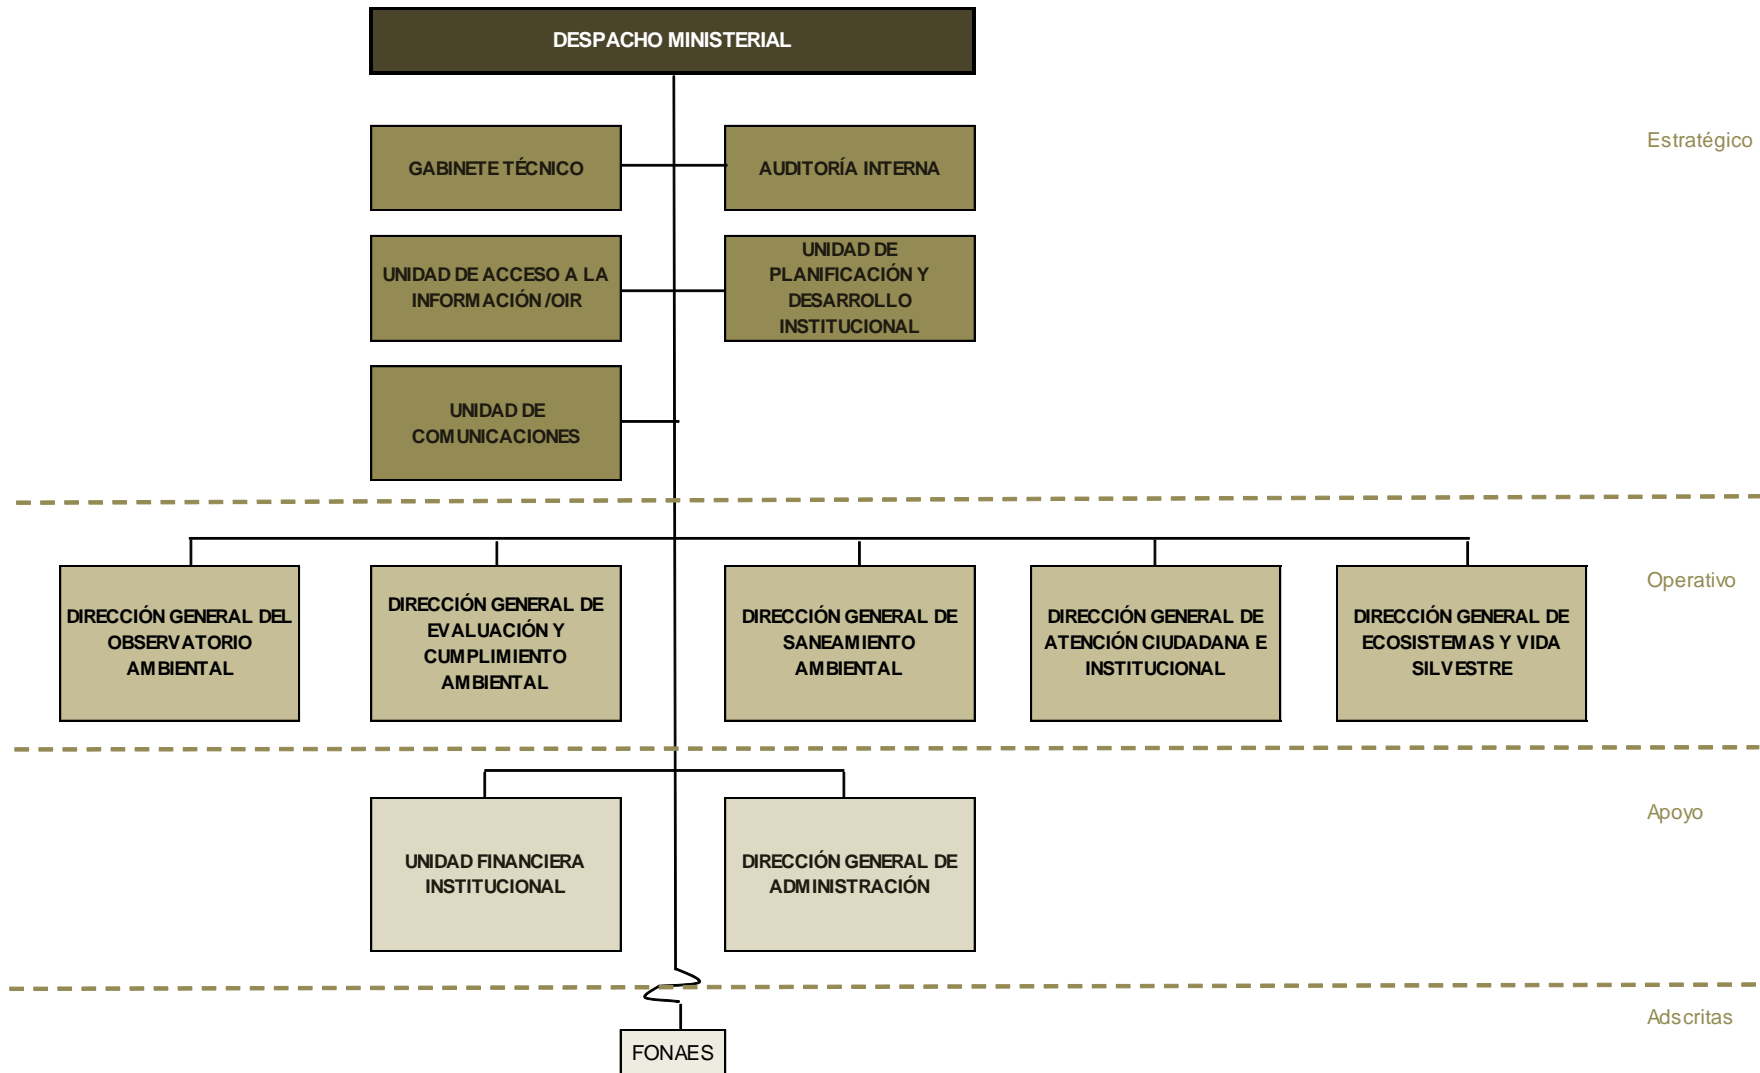 DESPACHO MINISTERIAL
Estratégico
GABINETE TÉCNICO
AUDITORÍA INTERNA
UNIDAD DE ACCESO A LA
INFORMACIÓN /OIR
UNIDAD DE
PLANIFICACIÓN Y
DESARROLLO
INSTITUCIONAL
UNIDAD DE
COMUNICACIONES
Operativo
DIRECCIÓN GENERAL DEL
OBSERVATORIO
AMBIENTAL
DIRECCIÓN GENERAL DE
EVALUACIÓN Y
CUMPLIMIENTO
AMBIENTAL
DIRECCIÓN GENERAL DE
SANEAMIENTO
AMBIENTAL
DIRECCIÓN GENERAL DE
ATENCIÓN CIUDADANA E
INSTITUCIONAL
DIRECCIÓN GENERAL DE
ECOSISTEMAS Y VIDA
SILVESTRE
Apoyo
UNIDAD FINANCIERA
INSTITUCIONAL
DIRECCIÓN GENERAL DE
ADMINISTRACIÓN
Adscritas
FONAES